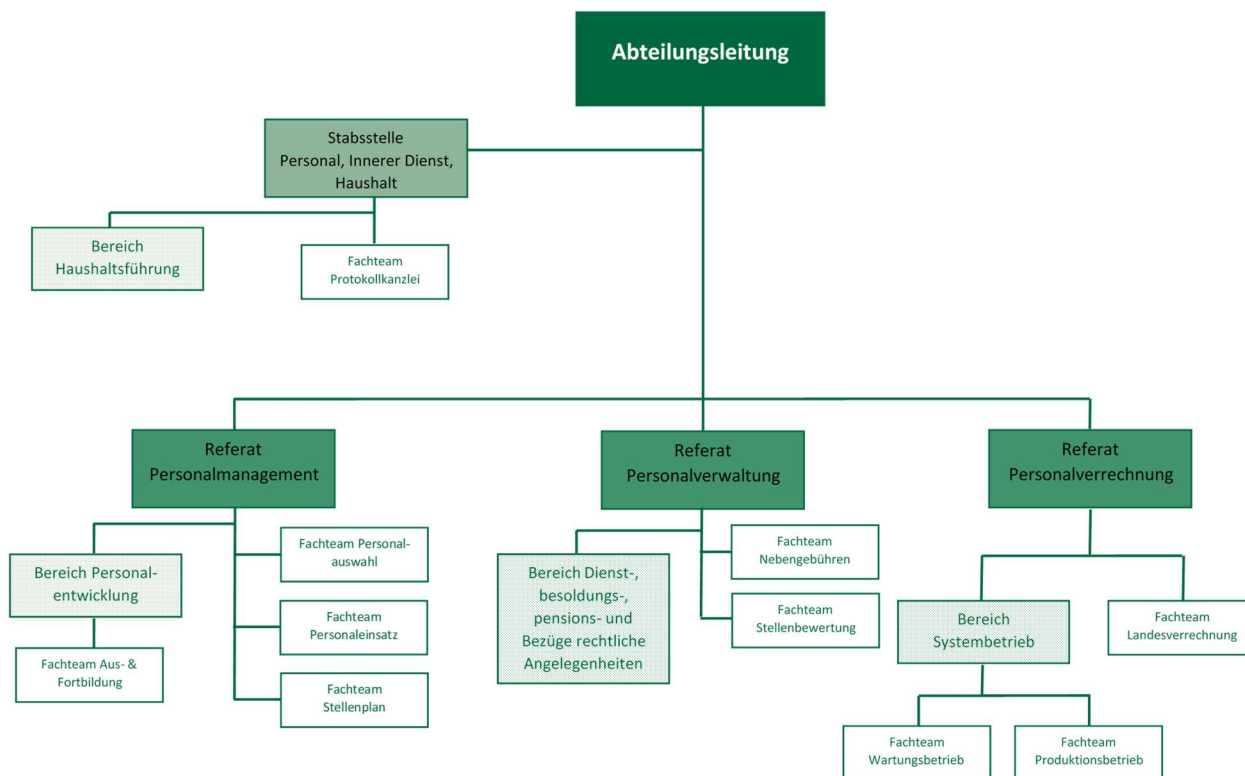 Abteilungsleitung
Stabsstelle
Personal, Innerer Dienst,
Haushalt
Bereich
Haushaltsführung
Fachteam
Protokollkanzlei
Referat
Personalmanagement
Referat
Personalverwaltung
Referat
Personalverrechnung
Bereich Personal-
entwicklung
Fachteam Aus- &
Fortbildung
Fachteam Personal-
auswahl
Fachteam
Personaleinsatz
Fachteam
Stellenplan
Bereich Dienst-,
besoldungs-,
pensions- und
Bezüge rechtliche
Angelegenheiten
Fachteam
Nebengebühren
Fachteam
Stellenbewertung
Bereich
Systembetrieb
Fachteam
Landesverrechnung
Fachteam
Wartungsbetrieb
Fachteam
Produktionsbetrieb